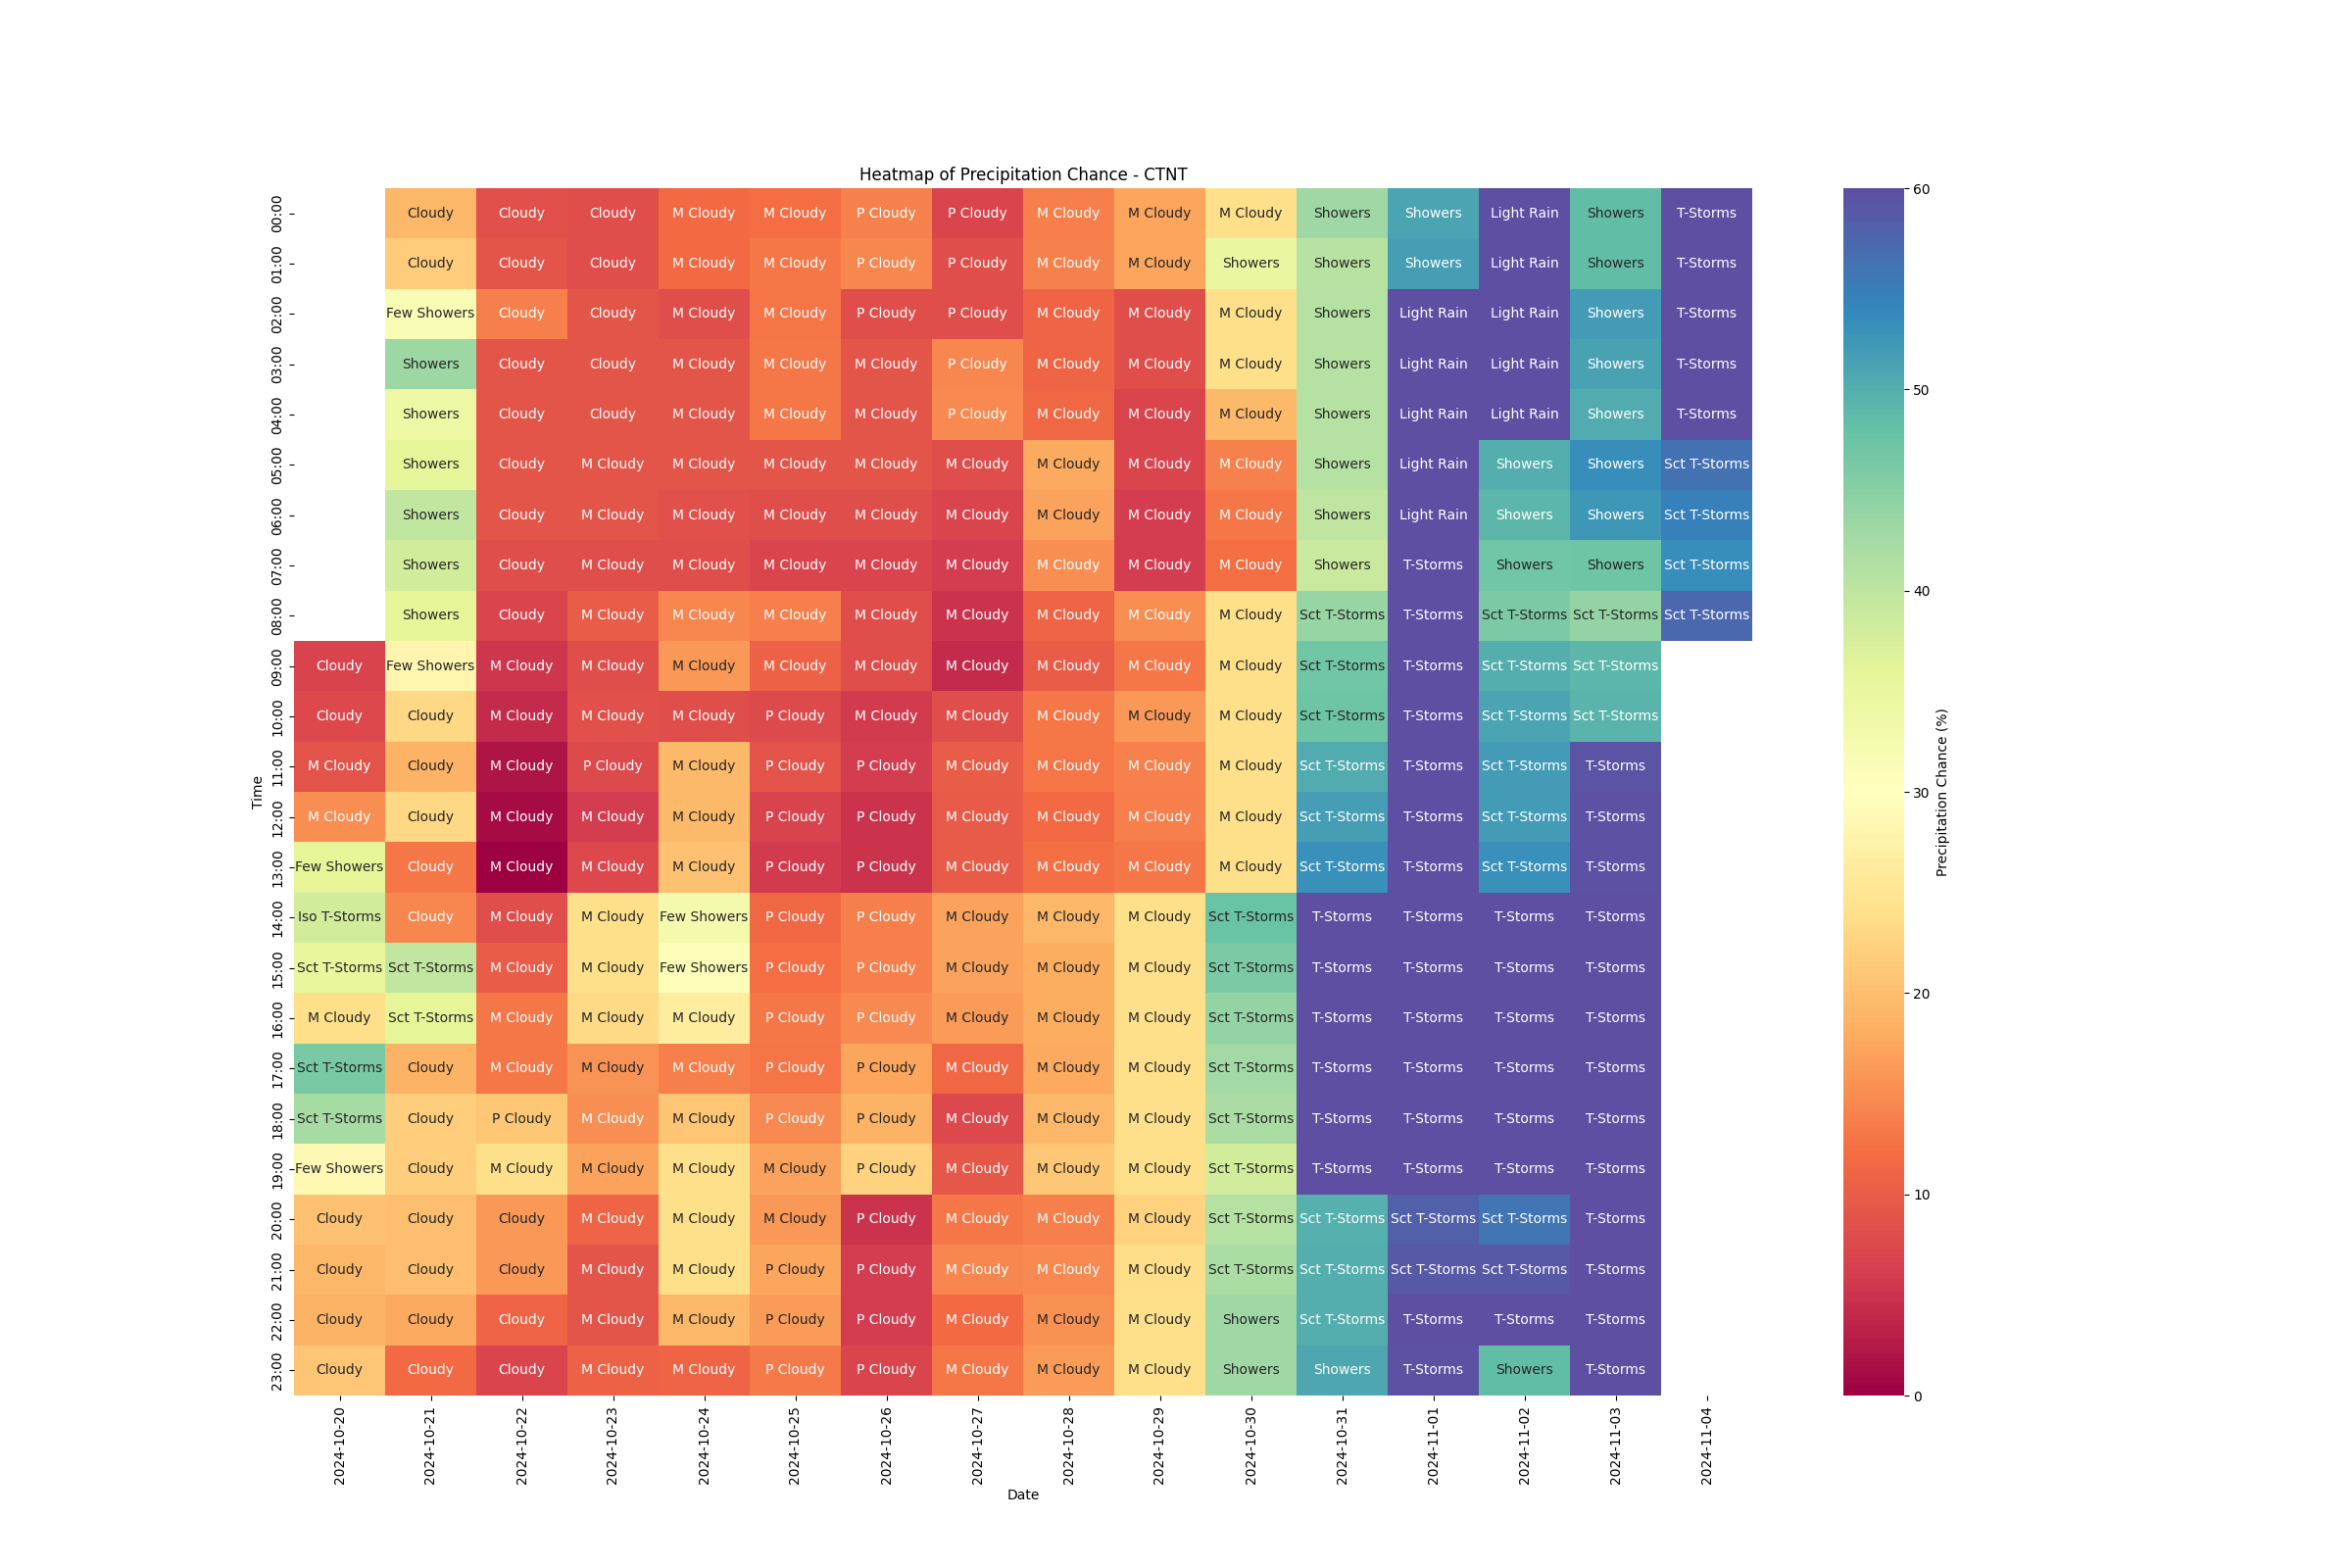 Heatmap of Precipitation Chance - CTNT
00:00 Cloudy Cloudy Cloudy M Cloudy M Cloudy P Cloudy P Cloudy M Cloudy M Cloudy M Cloudy Showers Showers Light Rain Showers T-Storms
01:00 Cloudy Cloudy Cloudy M Cloudy M Cloudy P Cloudy P Cloudy M Cloudy M Cloudy Showers Showers Showers Light Rain Showers T-Storms
02:00 Few Showers Cloudy Cloudy M Cloudy M Cloudy P Cloudy P Cloudy M Cloudy M Cloudy M Cloudy Showers Light Rain Light Rain Showers T-Storms
03:00 Showers Cloudy Cloudy M Cloudy M Cloudy M Cloudy P Cloudy M Cloudy M Cloudy M Cloudy Showers Light Rain Light Rain Showers T-Storms
04:00 Showers Cloudy Cloudy M Cloudy M Cloudy M Cloudy P Cloudy M Cloudy M Cloudy M Cloudy Showers Light Rain Light Rain Showers T-Storms
05:00 Showers Cloudy M Cloudy M Cloudy M Cloudy M Cloudy M Cloudy M Cloudy M Cloudy M Cloudy Showers Light Rain Showers Showers Sct T-Storms
06:00 Showers Cloudy M Cloudy M Cloudy M Cloudy M Cloudy M Cloudy M Cloudy M Cloudy M Cloudy Showers Light Rain Showers Showers Sct T-Storms
07:00 Showers Cloudy M Cloudy M Cloudy M Cloudy M Cloudy M Cloudy M Cloudy M Cloudy M Cloudy Showers T-Storms Showers Showers Sct T-Storms
08:00 Showers Cloudy M Cloudy M Cloudy M Cloudy M Cloudy M Cloudy M Cloudy M Cloudy M Cloudy Sct T-Storms T-Storms Sct T-Storms Sct T-Storms Sct T-Storms
09:00 Cloudy Few Showers M Cloudy M Cloudy M Cloudy M Cloudy M Cloudy M Cloudy M Cloudy M Cloudy M Cloudy Sct T-Storms T-Storms Sct T-Storms Sct T-Storms
10:00 Cloudy Cloudy M Cloudy M Cloudy M Cloudy P Cloudy M Cloudy M Cloudy M Cloudy M Cloudy M Cloudy Sct T-Storms T-Storms Sct T-Storms Sct T-Storms
11:00 M Cloudy Cloudy M Cloudy P Cloudy M Cloudy P Cloudy P Cloudy M Cloudy M Cloudy M Cloudy M Cloudy Sct T-Storms T-Storms Sct T-Storms T-Storms
12:00 M Cloudy Cloudy M Cloudy M Cloudy M Cloudy P Cloudy P Cloudy M Cloudy M Cloudy M Cloudy M Cloudy Sct T-Storms T-Storms Sct T-Storms T-Storms
13:00 Few Showers Cloudy M Cloudy M Cloudy M Cloudy P Cloudy P Cloudy M Cloudy M Cloudy M Cloudy M Cloudy Sct T-Storms T-Storms Sct T-Storms T-Storms
14:00 Iso T-Storms Cloudy M Cloudy M Cloudy Few Showers P Cloudy P Cloudy M Cloudy M Cloudy M Cloudy Sct T-Storms T-Storms T-Storms T-Storms T-Storms
15:00 Sct T-Storms Sct T-Storms M Cloudy M Cloudy Few Showers P Cloudy P Cloudy M Cloudy M Cloudy M Cloudy Sct T-Storms T-Storms T-Storms T-Storms T-Storms
16:00 M Cloudy Sct T-Storms M Cloudy M Cloudy M Cloudy P Cloudy P Cloudy M Cloudy M Cloudy M Cloudy Sct T-Storms T-Storms T-Storms T-Storms T-Storms
17:00 Sct T-Storms Cloudy M Cloudy M Cloudy M Cloudy P Cloudy P Cloudy M Cloudy M Cloudy M Cloudy Sct T-Storms T-Storms T-Storms T-Storms T-Storms
18:00 Sct T-Storms Cloudy P Cloudy M Cloudy M Cloudy P Cloudy P Cloudy M Cloudy M Cloudy M Cloudy Sct T-Storms T-Storms T-Storms T-Storms T-Storms
19:00 Few Showers Cloudy M Cloudy M Cloudy M Cloudy M Cloudy P Cloudy M Cloudy M Cloudy M Cloudy Sct T-Storms T-Storms T-Storms T-Storms T-Storms
20:00 Cloudy Cloudy Cloudy M Cloudy M Cloudy M Cloudy P Cloudy M Cloudy M Cloudy M Cloudy Sct T-Storms Sct T-Storms Sct T-Storms Sct T-Storms T-Storms
21:00 Cloudy Cloudy Cloudy M Cloudy M Cloudy P Cloudy P Cloudy M Cloudy M Cloudy M Cloudy Sct T-Storms Sct T-Storms Sct T-Storms Sct T-Storms T-Storms
22:00 Cloudy Cloudy Cloudy M Cloudy M Cloudy P Cloudy P Cloudy M Cloudy M Cloudy M Cloudy Showers Sct T-Storms T-Storms T-Storms T-Storms
23:00 Cloudy Cloudy Cloudy M Cloudy M Cloudy P Cloudy P Cloudy M Cloudy M Cloudy M Cloudy Showers Showers T-Storms Showers T-Storms
Time
2024-10-20 2024-10-21 2024-10-22 2024-10-23 2024-10-24 2024-10-25 2024-10-26 2024-10-27 2024-10-28 2024-10-29 2024-10-30 2024-10-31 2024-11-01 2024-11-02 2024-11-03 2024-11-04
Date
60
50
40
30
20
10
0
Precipitation Chance (%)